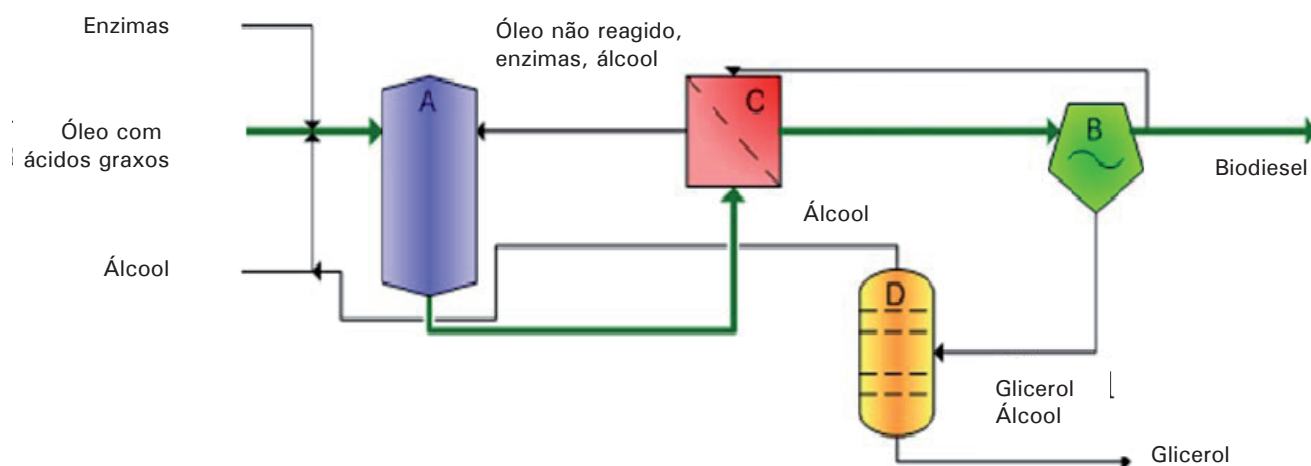 Enzimas
Óleo não reagido,
enzimas, álcool
A
C
B
Óleo com
ácidos graxos
Biodiesel
Álcool
Álcool
D
Glicerol
Álcool
Glicerol